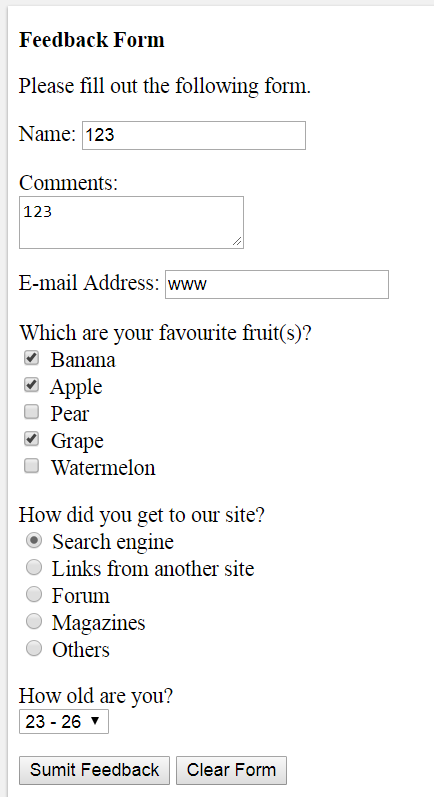 Feedback Form
Please fill out the following form.
Name: 123
Comments:
123
E-mail Address: www
Which are your favourite fruit(s)?
Banana
Apple
Pear
Grape
Watermelon
How did you get to our site?
Search engine
Links from another site
Forum
Magazines
Others
How old are you?
23 - 26
Sumit Feedback Clear Form